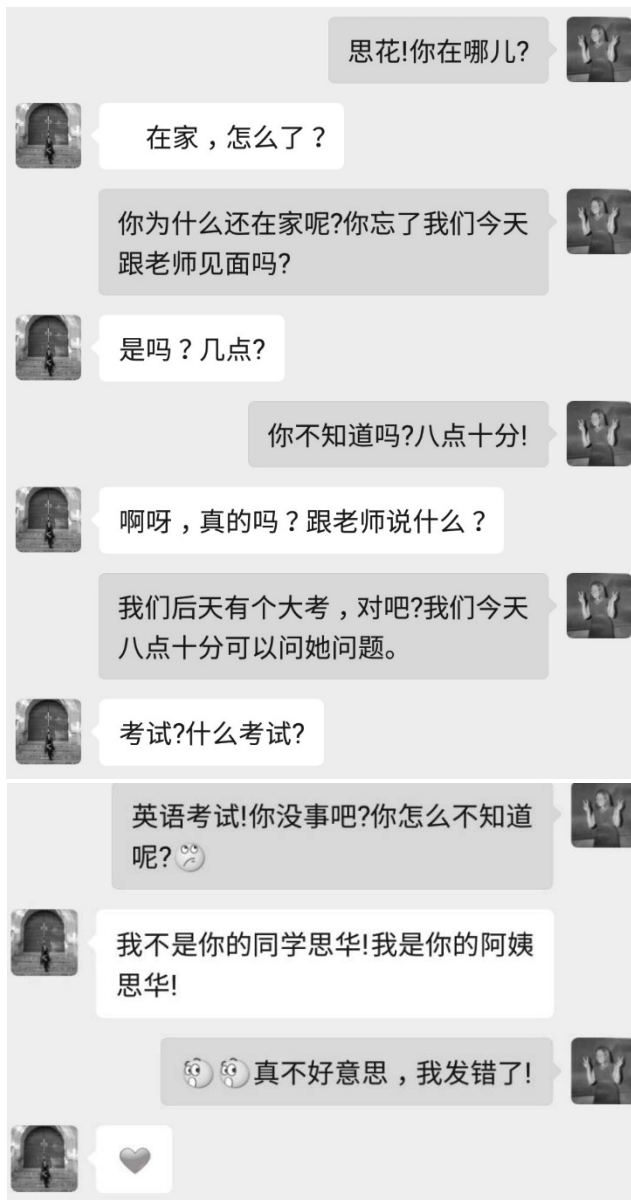 思花!你在哪儿?
在家，怎么了？
你为什么还在家呢?你忘了我们今天
跟老师见面吗?
是吗？几点?
你不知道吗?八点十分!
啊呀，真的吗？跟老师说什么？
我们后天有个大考，对吧?我们今天
八点十分可以问她问题。
考试?什么考试?
英语考试!你没事吧?你怎么不知道
呢?
我不是你的同学思华!我是你的阿姨
思华!
真不好意思，我发错了!